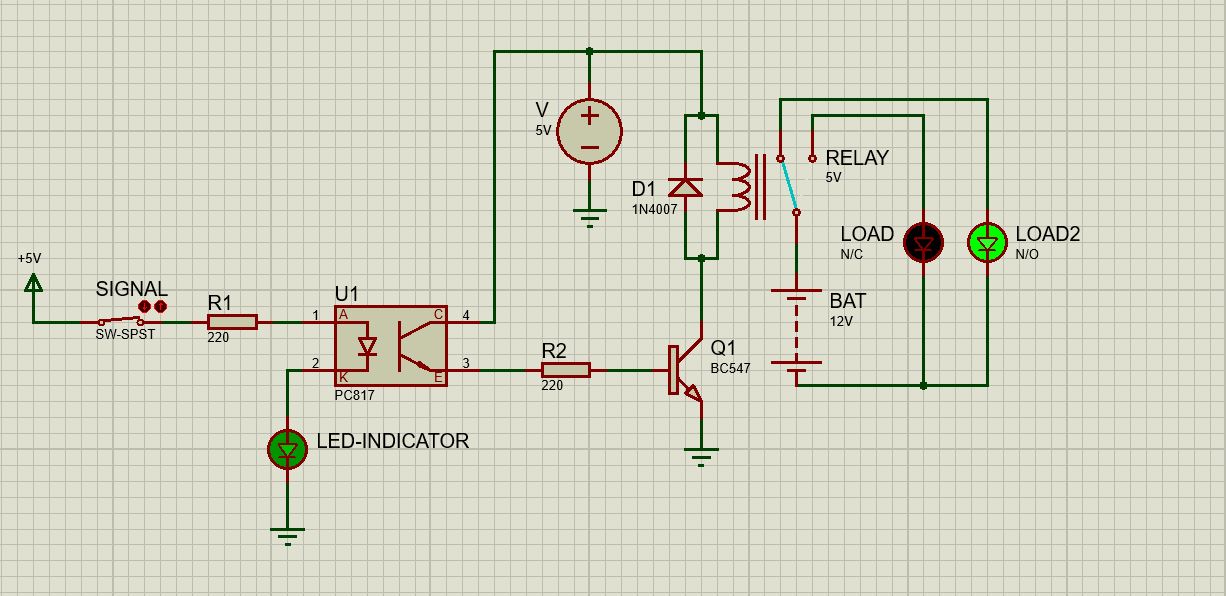 V
5V
RELAY
5V
D1
1N4007
LOAD
N/C
LOAD2
N/O
+5V
SIGNAL
SW-SPST
R1
220
U1
1
A
C
4
2
K
E
3
PC817
R2
220
Q1
BC547
BAT
12V
LED-INDICATOR